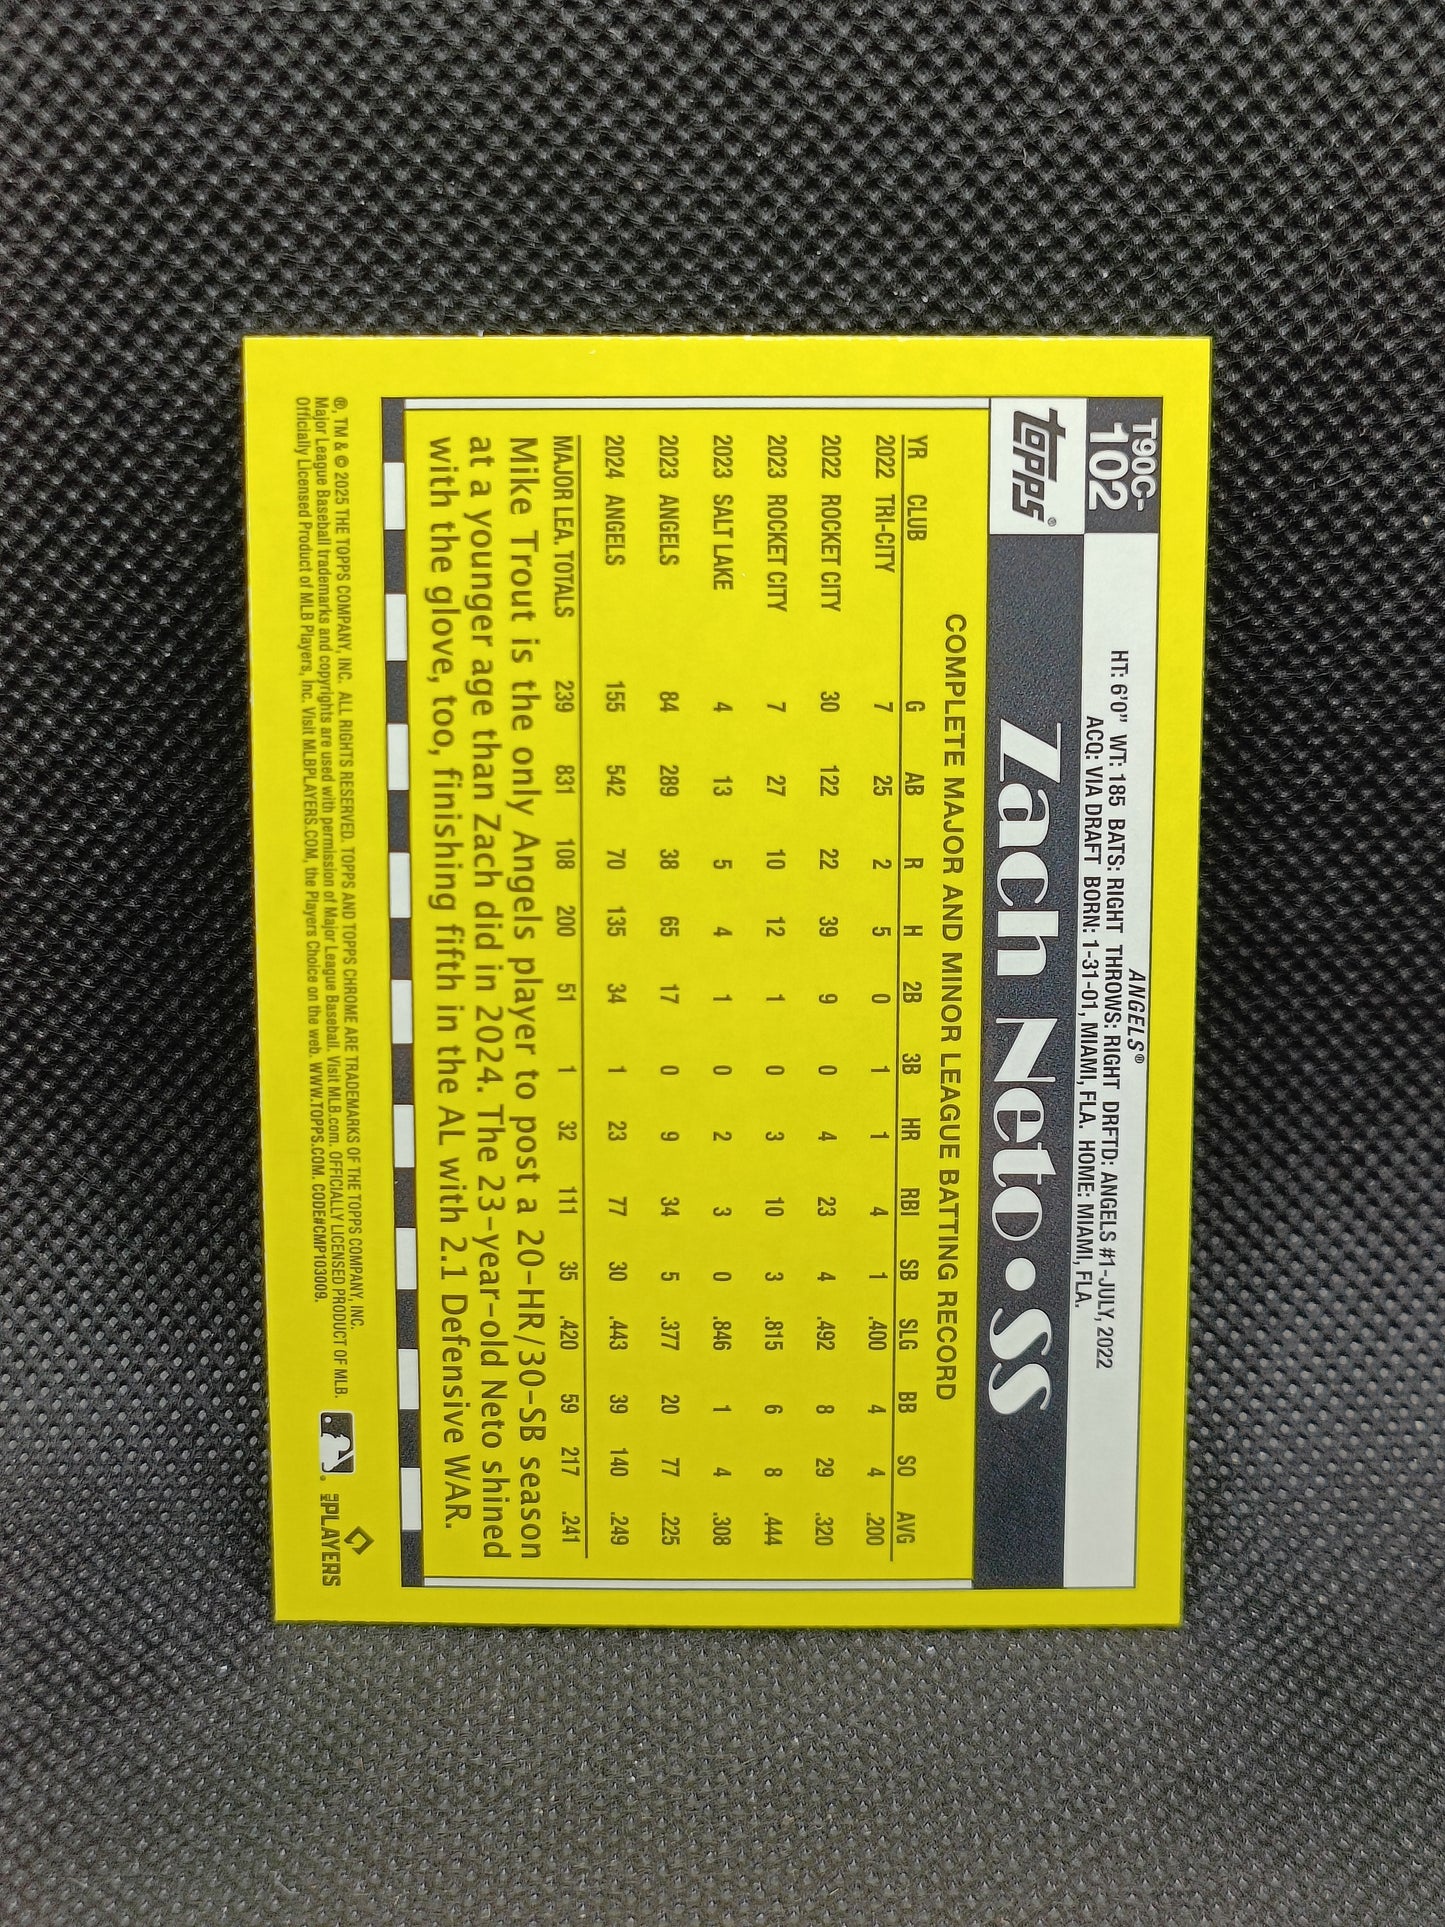 T90C-
102
topps®
ANGELS®
HT: 6'0" WT: 185 BATS: RIGHT THROWS: RIGHT DRFTD: ANGELS #1-JULY, 2022
ACQ: VIA DRAFT BORN: 1-31-01, MIAMI, FLA. HOME: MIAMI, FLA.
Zach Neto • SS
COMPLETE MAJOR AND MINOR LEAGUE BATTING RECORD
YR CLUB G AB R H 2B 3B HR RBI SB SLG BB SO AVG
2022 TRI-CITY 7 25 2 5 0 1 1 4 1 .400 4 4 .200
2022 ROCKET CITY 30 122 22 39 9 0 4 23 4 .492 8 29 .320
2023 ROCKET CITY 7 27 10 12 1 0 3 10 3 .815 6 8 .444
2023 SALT LAKE 4 13 5 4 1 0 2 3 0 .846 1 4 .308
2023 ANGELS 84 289 38 65 17 0 9 34 5 .377 20 77 .225
2024 ANGELS 155 542 70 135 34 1 23 77 30 .443 39 140 .249
MAJOR LEA. TOTALS 239 831 108 200 51 1 32 111 35 .420 59 217 .241
Mike Trout is the only Angels player to post a 20-HR/30-SB season
at a younger age than Zach did in 2024. The 23-year-old Neto shined
with the glove, too, finishing fifth in the AL with 2.1 Defensive WAR.
®, TM & © 2025 THE TOPPS COMPANY, INC. ALL RIGHTS RESERVED. TOPPS AND TOPPS CHROME ARE TRADEMARKS OF THE TOPPS COMPANY, INC.
Major League Baseball trademarks and copyrights are used with permission of Major League Baseball. Visit MLB.com. OFFICIALLY LICENSED PRODUCT OF MLB.
Officially Licensed Product of MLB Players, Inc. Visit MLBPLAYERS.COM, the Players Choice on the web. WWW.TOPPS.COM. CODE#CMP103009.
MLB PLAYERS